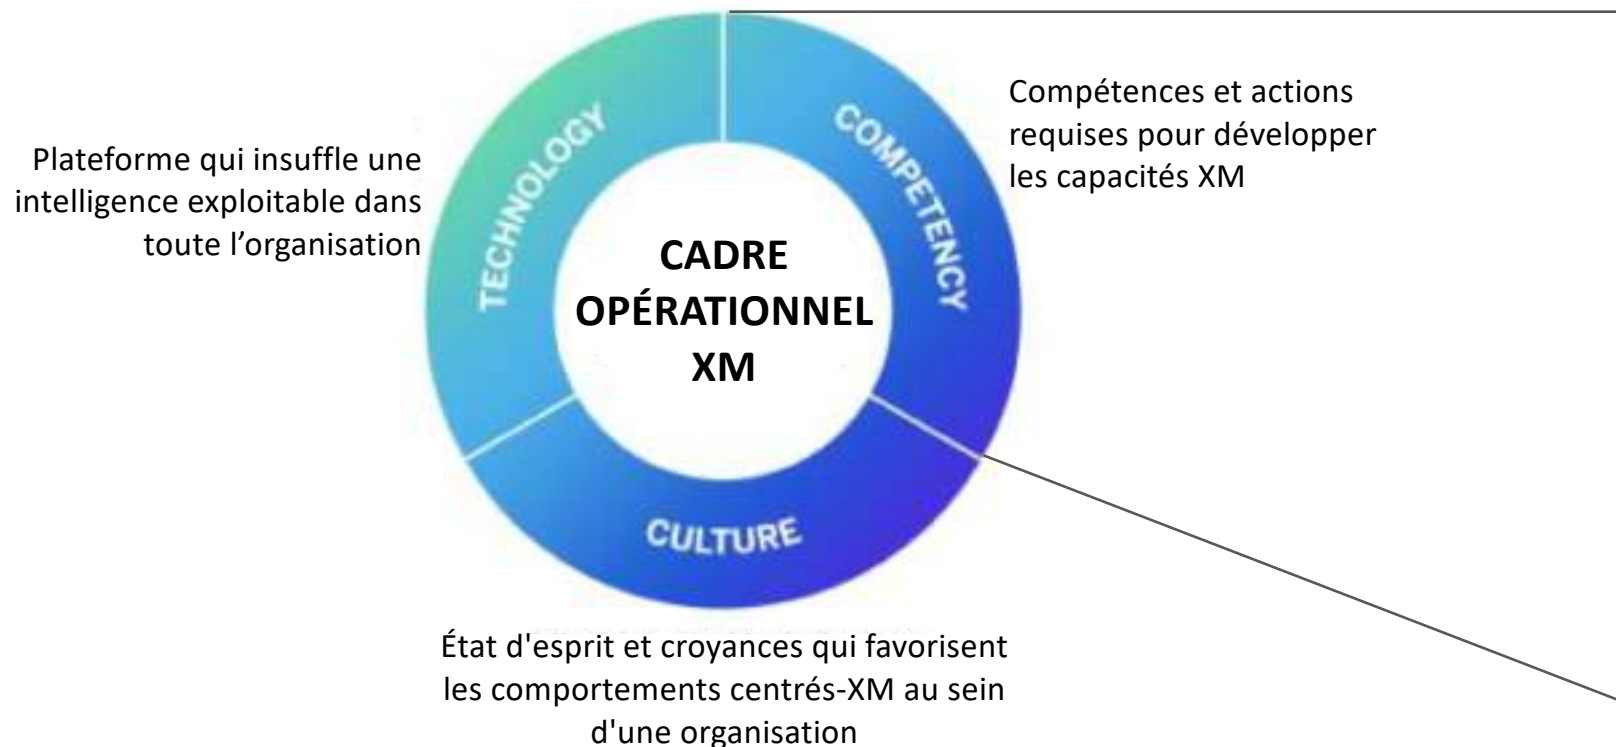 Plateforme qui insuffle une
intelligence exploitable dans
toute l’organisation
TECHNOLOGY
COMPETENCY
CULTURE
CADRE
OPÉRATIONNEL
XM
Compétences et actions
requises pour développer
les capacités XM
État d'esprit et croyances qui favorisent
les comportements centrés-XM au sein
d'une organisation